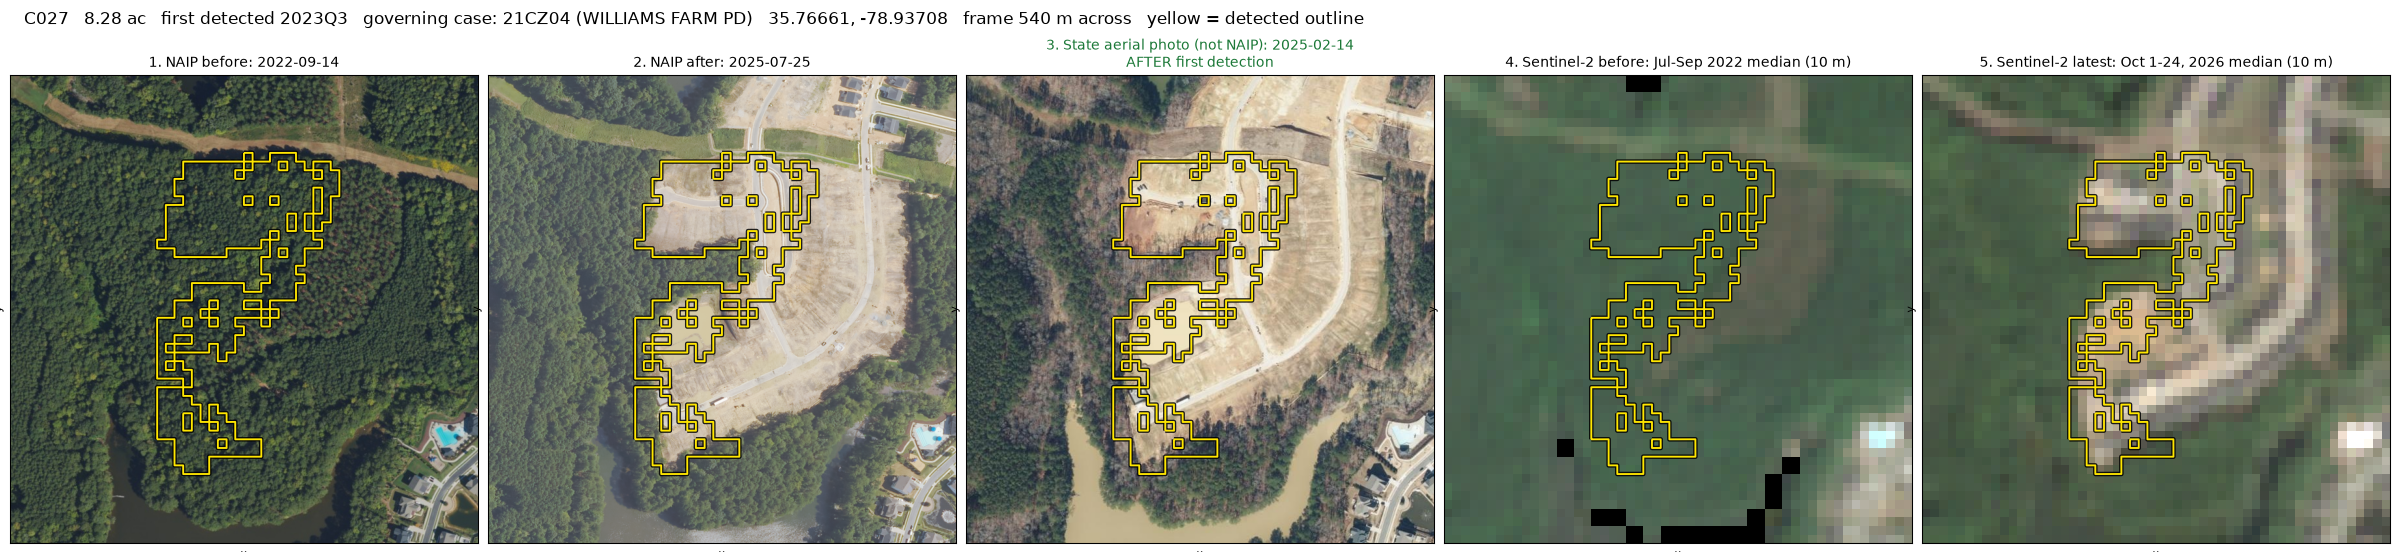 C027   8.28 ac   first detected 2023Q3   governing case: 21CZ04 (WILLIAMS FARM PD)   35.76661, -78.93708   frame 540 m across   yellow = detected outline
1. NAIP before: 2022-09-14
2. NAIP after: 2025-07-25
3. State aerial photo (not NAIP): 2025-02-14
AFTER first detection
4. Sentinel-2 before: Jul-Sep 2022 median (10 m)
5. Sentinel-2 latest: Oct 1-24, 2026 median (10 m)